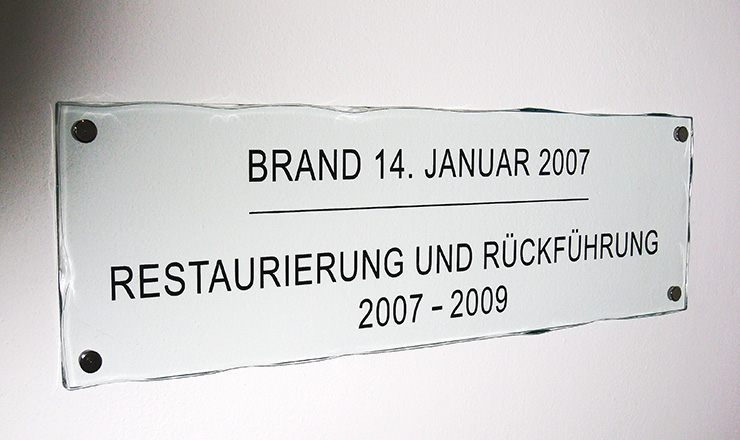 BRAND 14. JANUAR 2007
RESTAURIERUNG UND RÜCKFÜHRUNG
2007 – 2009